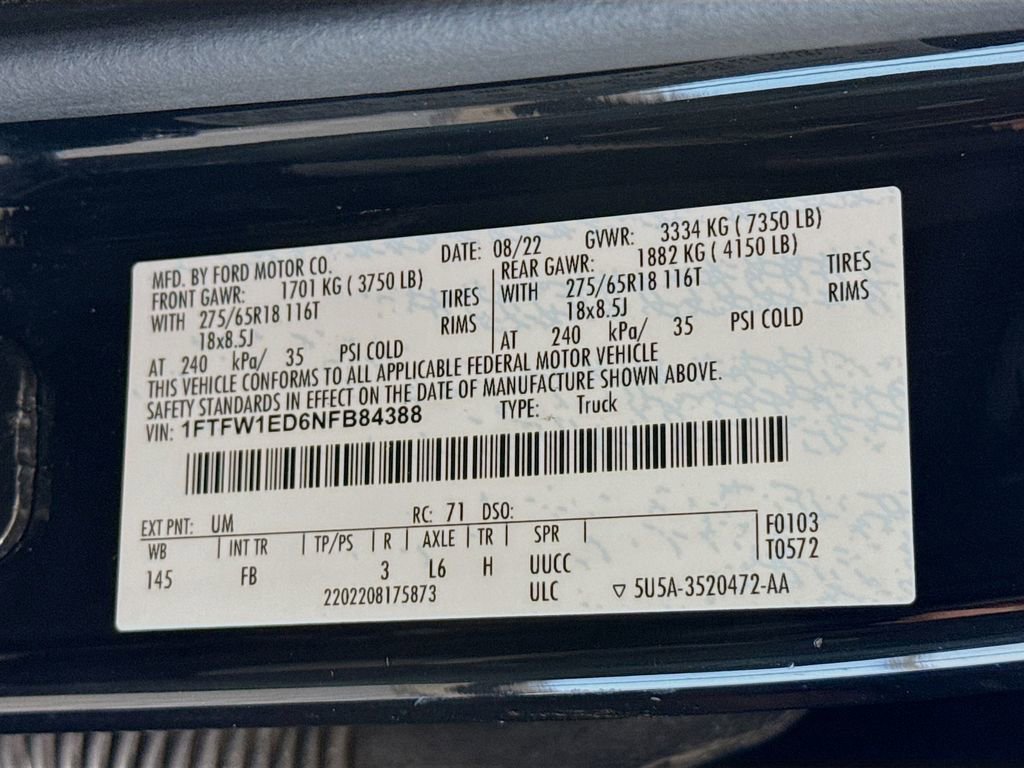 MFD. BY FORD MOTOR CO. DATE: 08/22 GVWR: 3334 KG ( 7350 LB)
FRONT GAWR: 1701 KG ( 3750 LB) REAR GAWR: 1882 KG ( 4150 LB)
WITH 275/65R18 116T TIRES WITH 275/65R18 116T TIRES
18x8.5J RIMS 18x8.5J RIMS
AT 240 kPa/ 35 PSI COLD AT 240 kPa/ 35 PSI COLD
THIS VEHICLE CONFORMS TO ALL APPLICABLE FEDERAL MOTOR VEHICLE
SAFETY STANDARDS IN EFFECT ON THE DATE OF MANUFACTURE SHOWN ABOVE.
VIN: 1FTFW1ED6NFB84388 TYPE: Truck
EXT PNT: UM RC: 71 DSO:
WB INT TR TP/PS R AXLE TR SPR F0103
145 FB 3 L6 H UUCC T0572
2202208175873 ULC ▽ 5U5A-3520472-AA